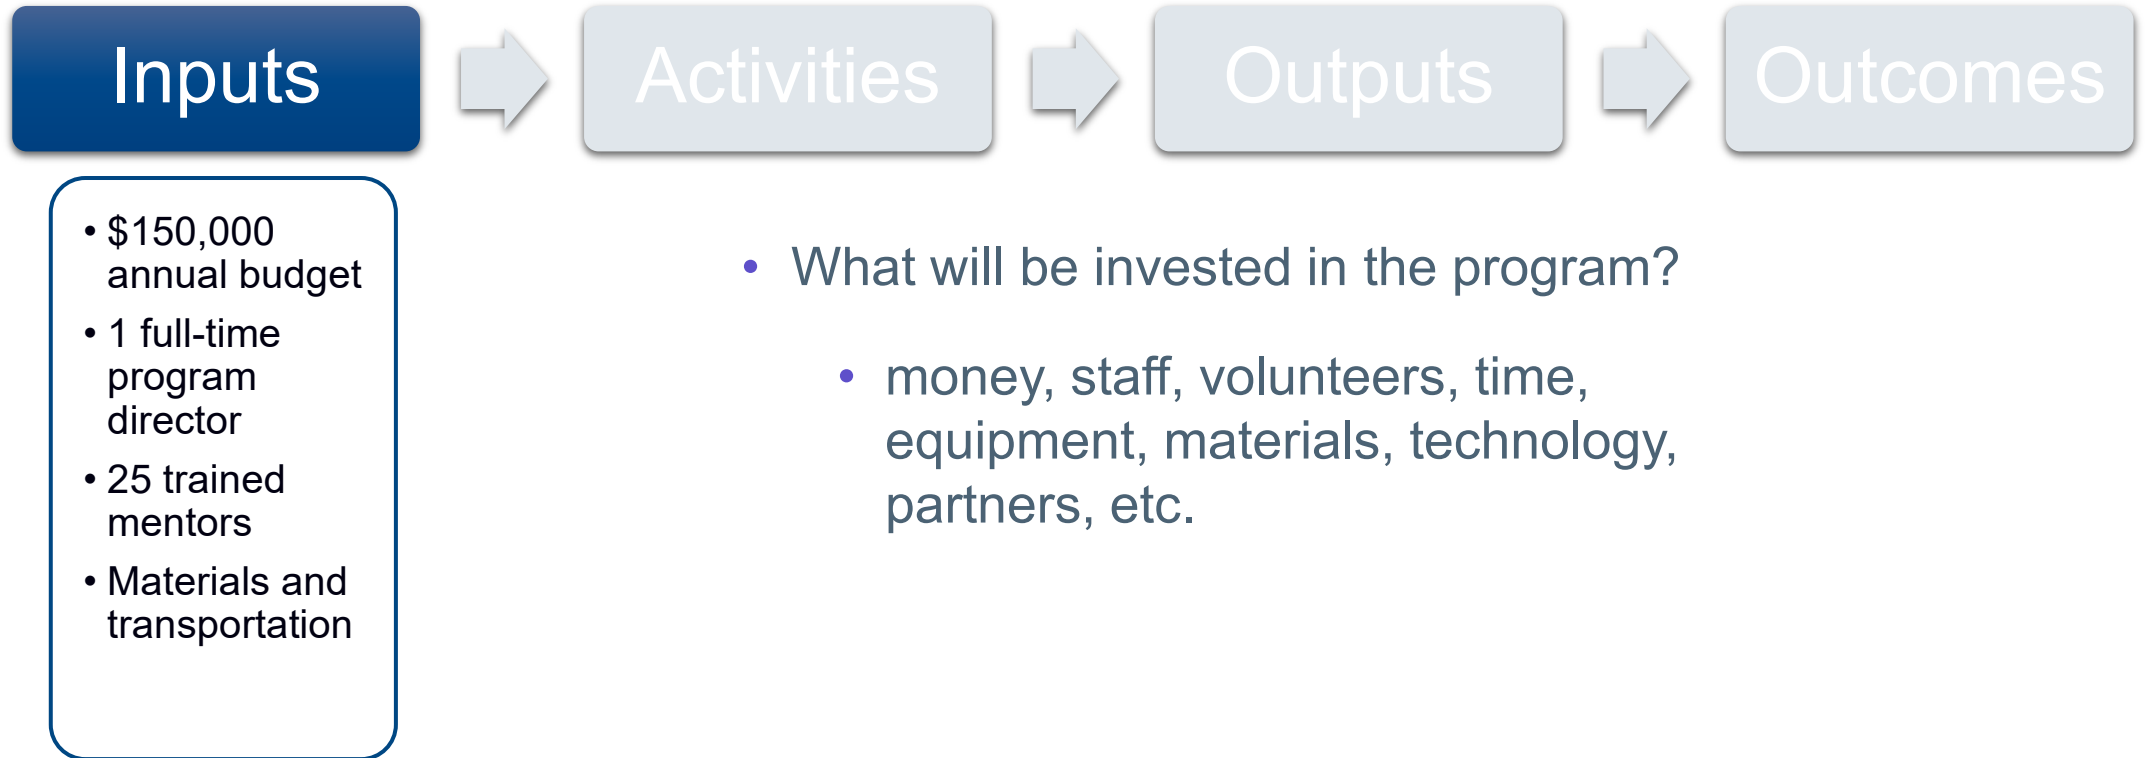 Inputs
Activities
Outputs
Outcomes
• $150,000
annual budget
• 1 full-time
program
director
• 25 trained
mentors
• Materials and
transportation
• What will be invested in the program?
• money, staff, volunteers, time,
equipment, materials, technology,
partners, etc.